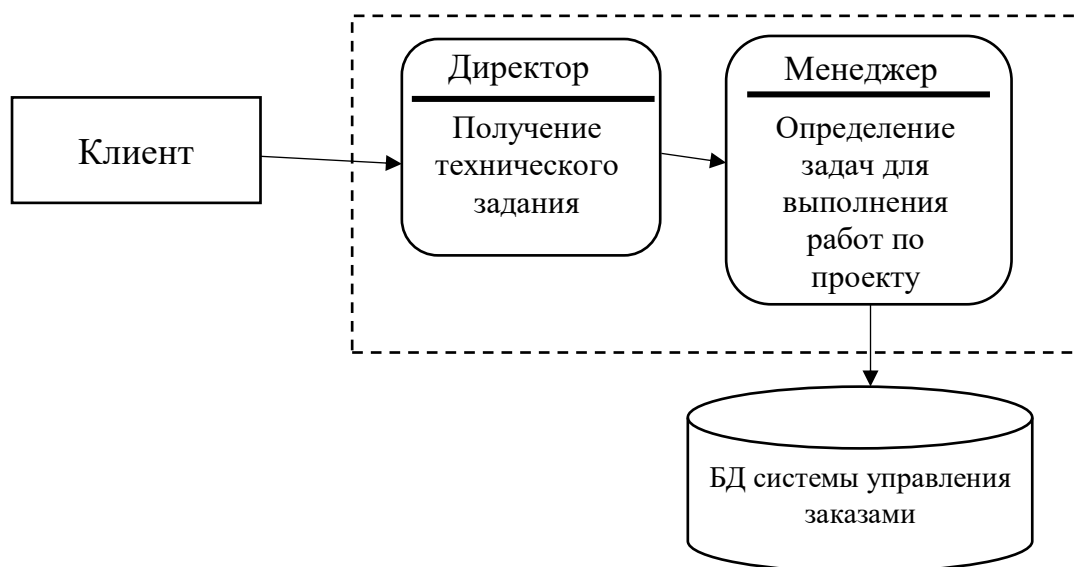 Клиент
Директор
Получение
технического
задания
Менеджер
Определение
задач для
выполнения
работ по
проекту
БД системы управления
заказами